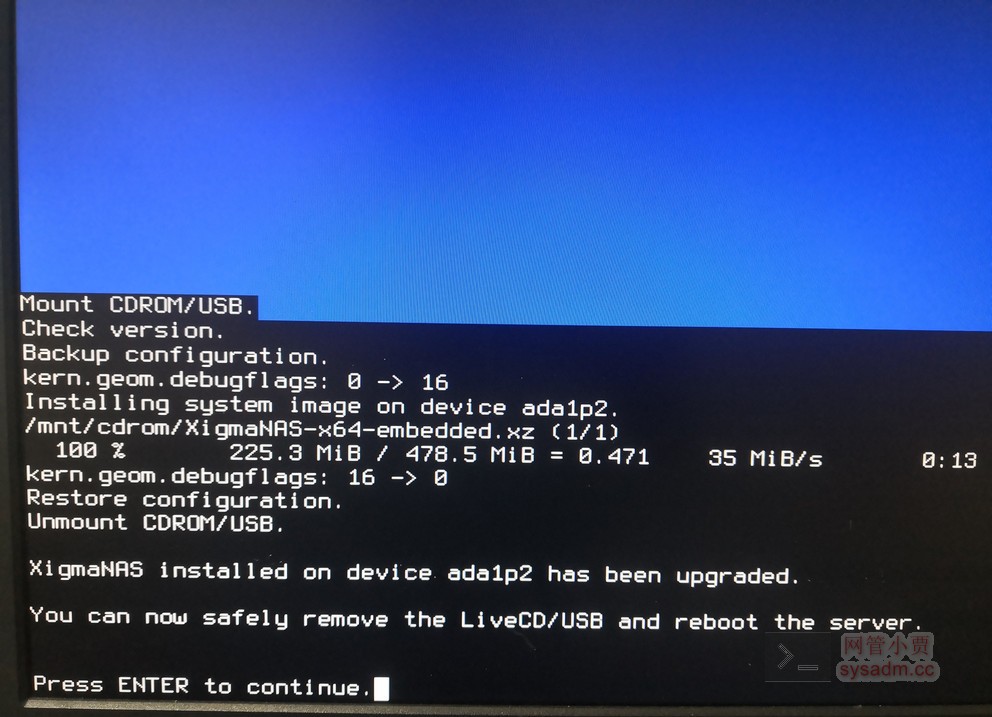 Mount CDROM/USB.
Check version.
Backup configuration.
kern.geom.debugflags: 0 -> 16
Installing system image on device ada1p2.
/mnt/cdrom/XigmaNAS-x64-embedded.xz (1/1)
100 % 225.3 MiB / 478.5 MiB = 0.471 35 MiB/s 0:13
kern.geom.debugflags: 16 -> 0
Restore configuration.
Unmount CDROM/USB.
XigmaNAS installed on device ada1p2 has been upgraded.
You can now safely remove the LiveCD/USB and reboot the server.
>_ 网管小贾
sysadm.cc
Press ENTER to continue.